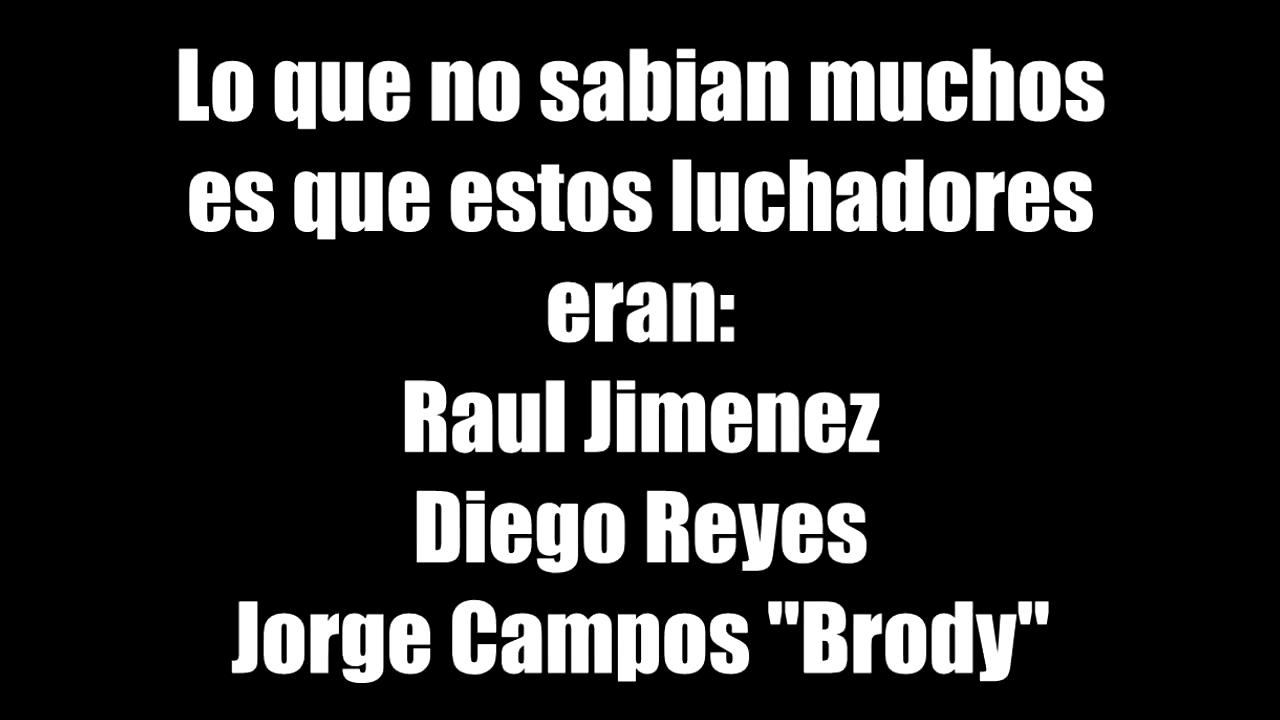 Lo que no sabian muchos
es que estos luchadores
eran:
Raul Jimenez
Diego Reyes
Jorge Campos "Brody"